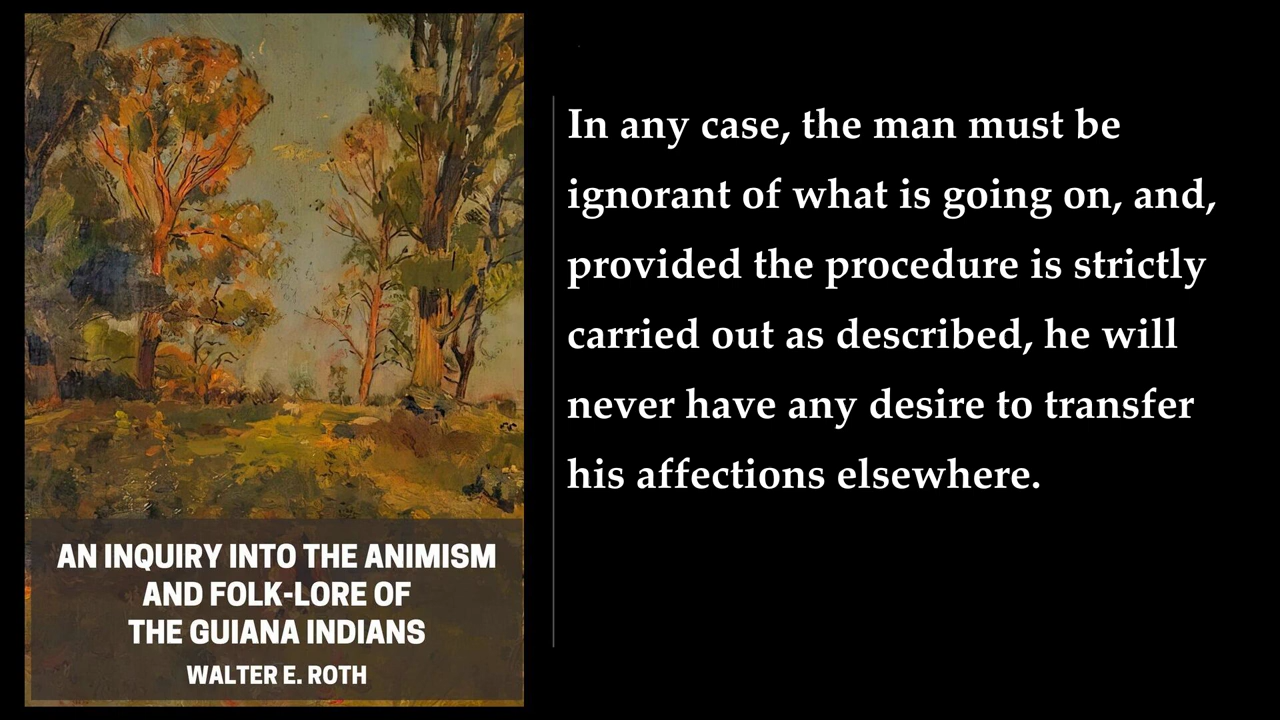 In any case, the man must be
ignorant of what is going on, and,
provided the procedure is strictly
carried out as described, he will
never have any desire to transfer
his affections elsewhere.
AN INQUIRY INTO THE ANIMISM
AND FOLK-LORE OF
THE GUIANA INDIANS
WALTER E. ROTH